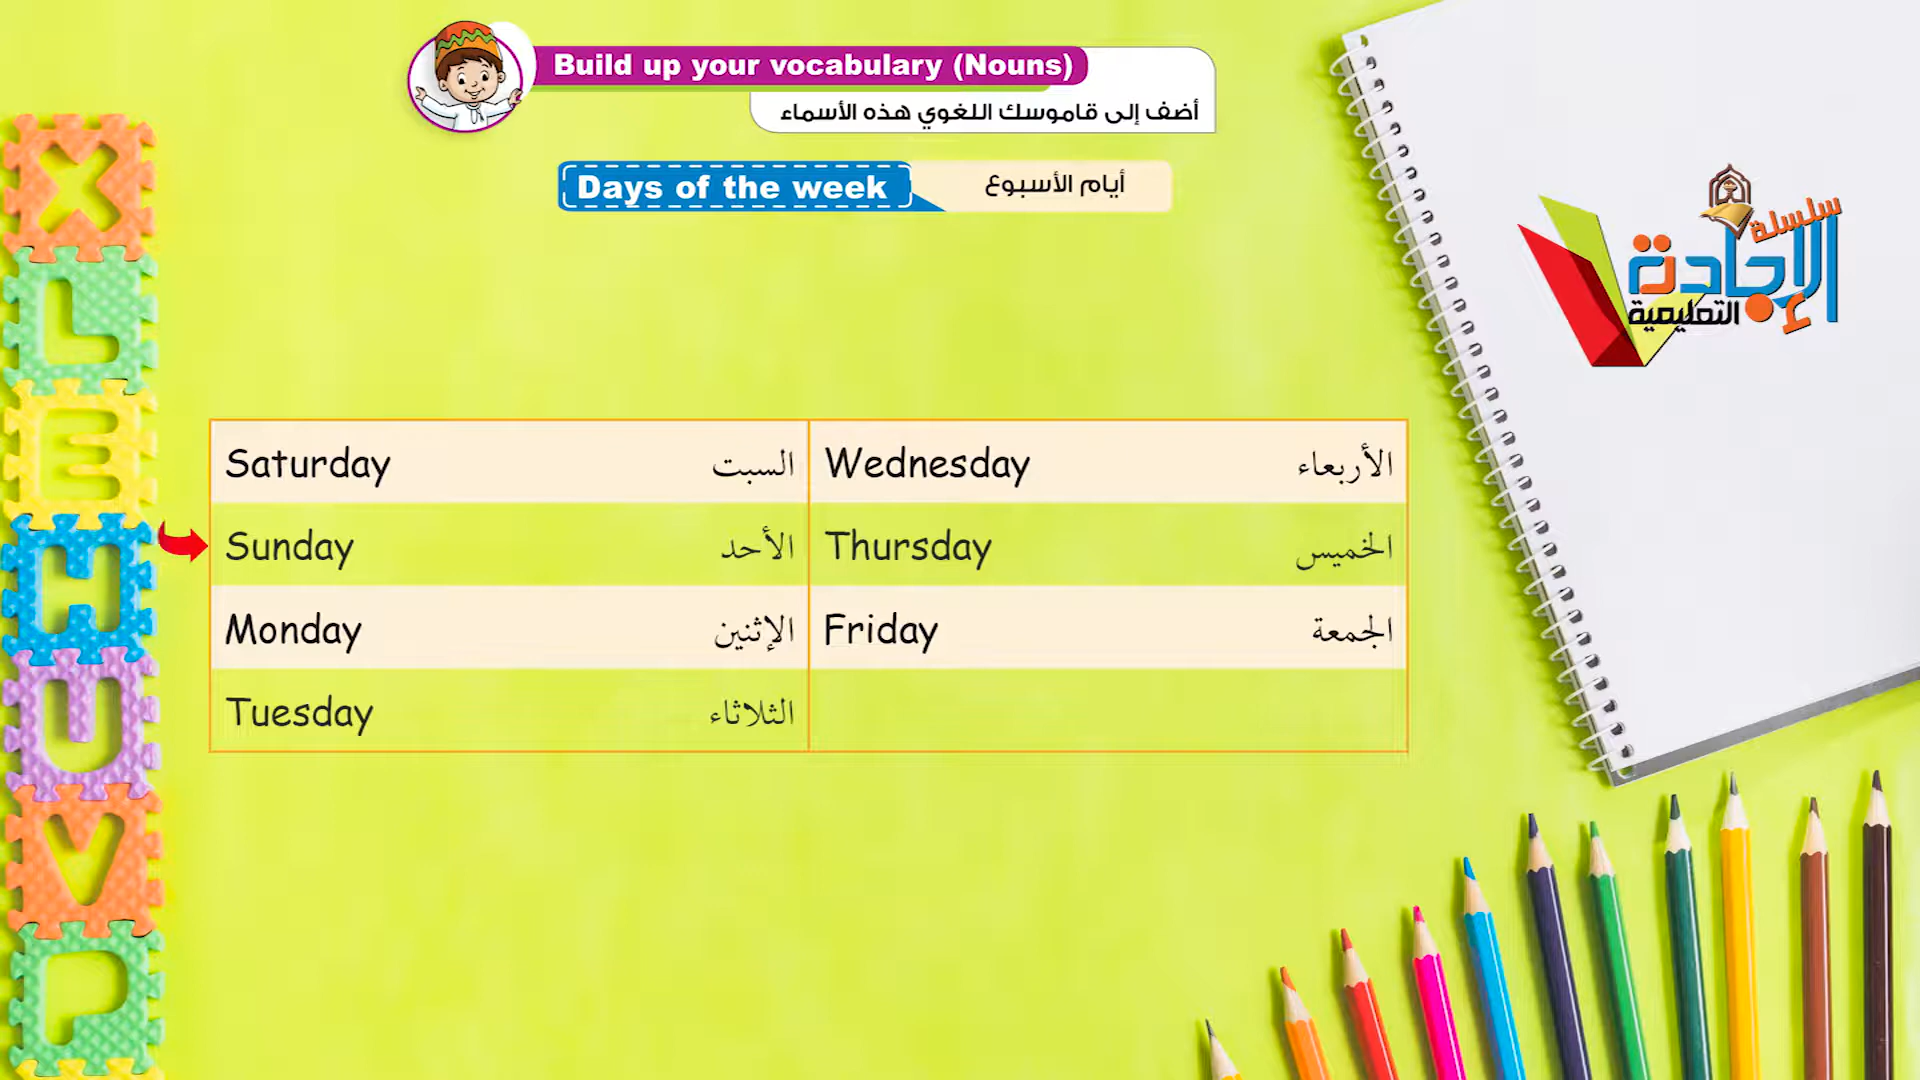 Build up your vocabulary (Nouns)
أضف إلى قاموسك اللغوي هذه الأسماء
Days of the week أيام الأسبوع
سلسلة
الإجادة
التعليمية
Saturday السبت Wednesday الأربعاء
Sunday الأحد Thursday الخميس
Monday الإثنين Friday الجمعة
Tuesday الثلاثاء
X
L
E
H
U
V